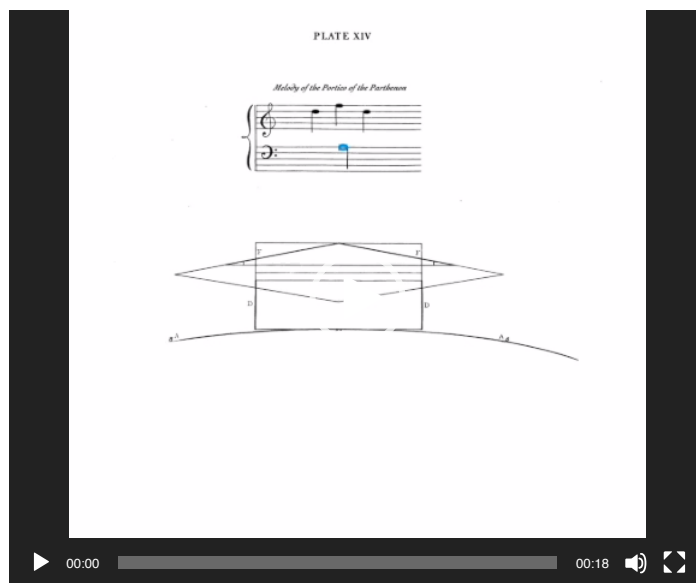 PLATE XIV
Melody of the Portico of the Parthenon
F F
D D
A A
00:00 00:18